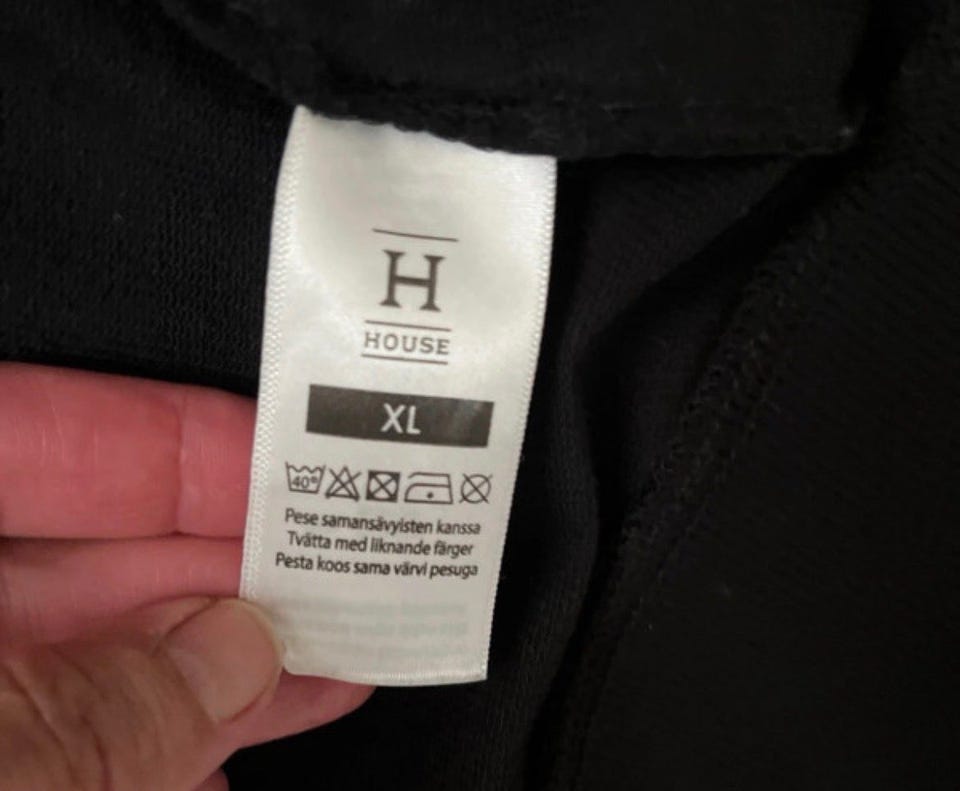 H
HOUSE
XL
40°
Pese samansävyisten kanssa
Tvätta med liknande färger
Pesta koos sama värvi pesuga